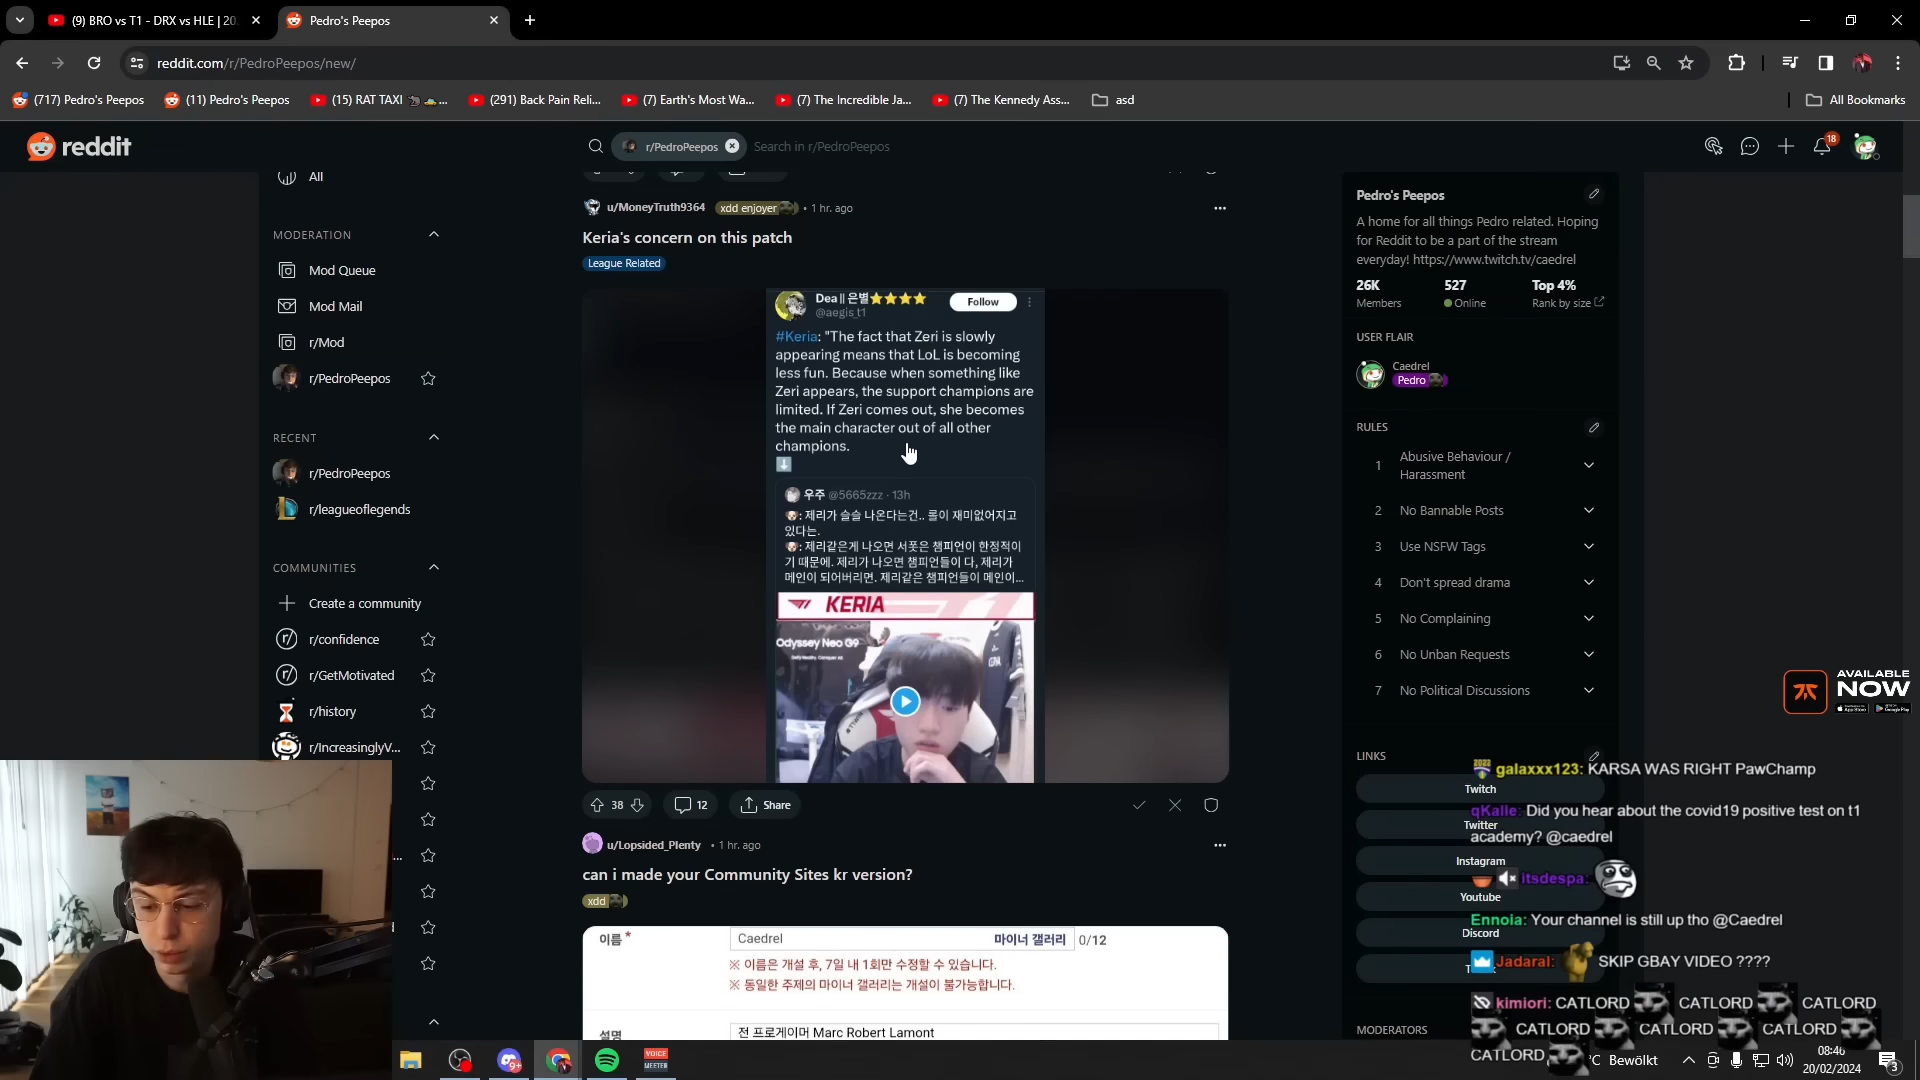 (9) BRO vs T1 - DRX vs HLE | 20
Pedro's Peepos
reddit.com/r/PedroPeepos/new/
(717) Pedro's Peepos
(11) Pedro's Peepos
(15) RAT TAXI
(291) Back Pain Reli...
(7) Earth's Most Wa...
(7) The Incredible Ja...
(7) The Kennedy Ass...
asd
All Bookmarks
reddit
r/PedroPeepos
Search in r/PedroPeepos
18
All
MODERATION
Mod Queue
Mod Mail
r/Mod
r/PedroPeepos
RECENT
r/PedroPeepos
r/leagueoflegends
COMMUNITIES
Create a community
r/confidence
r/GetMotivated
r/history
r/IncreasinglyV...
u/MoneyTruth9364 xdd enjoyer • 1 hr. ago
Keria's concern on this patch
League Related
Dea || 은별⭐⭐⭐⭐
@aegis_t1
Follow
#Keria: "The fact that Zeri is slowly
appearing means that LoL is becoming
less fun. Because when something like
Zeri appears, the support champions are
limited. If Zeri comes out, she becomes
the main character out of all other
champions.
우주 @5665zzz · 13h
: 제리가 슬슬 나온다는건.. 롤이 재미없어지고
있다는.
: 제리같은게 나오면 서폿은 챔피언이 한정적이
기 때문에. 제리가 나오면 챔피언들이 다, 제리가
메인이 되어버리면. 제리같은 챔피언들이 메인이...
KERIA
T1
Odyssey Neo G9
38
12
Share
u/Lopsided_Plenty • 1 hr. ago
can i made your Community Sites kr version?
xdd
이름 *
Caedrel
마이너 갤러리
0/12
※ 이름은 개설 후, 7일 내 1회만 수정할 수 있습니다.
※ 동일한 주제의 마이너 갤러리는 개설이 불가능합니다.
설명
전 프로게이머 Marc Robert Lamont
Pedro's Peepos
A home for all things Pedro related. Hoping
for Reddit to be a part of the stream
everyday! https://www.twitch.tv/caedrel
26K
527
Top 4%
Members
Online
Rank by size
USER FLAIR
Caedrel
Pedro
RULES
1 Abusive Behaviour /
Harassment
2 No Bannable Posts
3 Use NSFW Tags
4 Don't spread drama
5 No Complaining
6 No Unban Requests
7 No Political Discussions
LINKS
Twitch
Twitter
Instagram
Youtube
Discord
MODERATORS
AVAILABLE
NOW
App Store
Google Play
galaxxx123: KARSA WAS RIGHT PawChamp
qKalle: Did you hear about the covid19 positive test on t1
academy? @caedrel
itsdespa:
Ennoia: Your channel is still up tho @Caedrel
Jadaral: SKIP GBAY VIDEO ????
kimiori: CATLORD CATLORD CATLORD
CATLORD CATLORD CATLORD
CATLORD
VOICE
MEETER
°C Bewölkt
08:46
20/02/2024
3